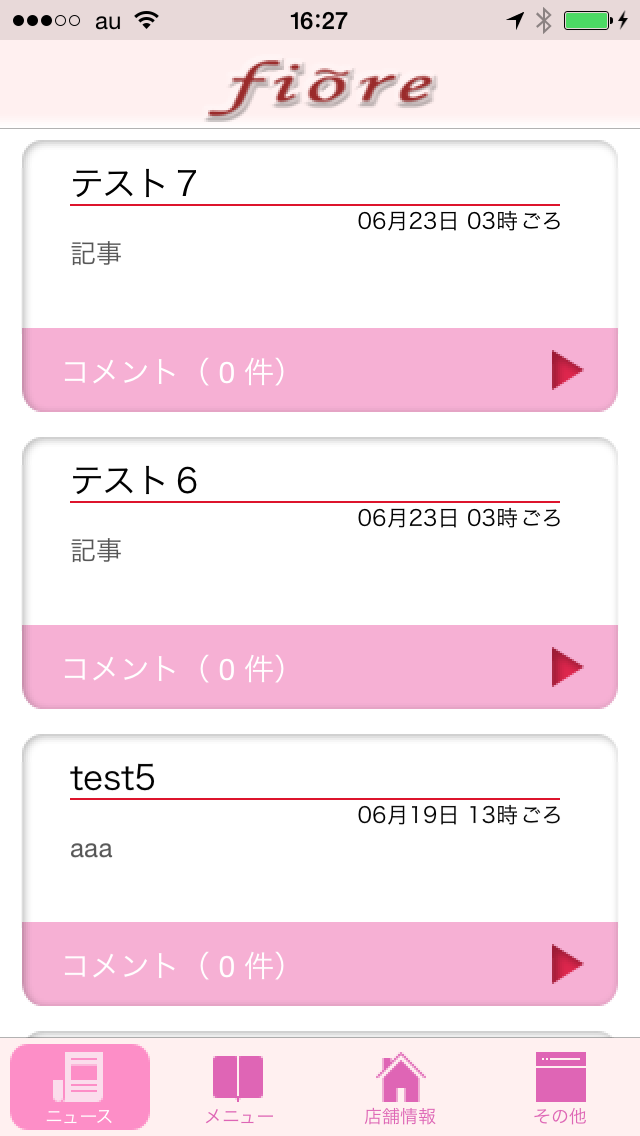 au 16:27
fiõre
テスト 7
06月23日 03時ごろ
記事
コメント（ 0 件）
テスト 6
06月23日 03時ごろ
記事
コメント（ 0 件）
test5
06月19日 13時ごろ
aaa
コメント（ 0 件）
ニュース メニュー 店舗情報 その他